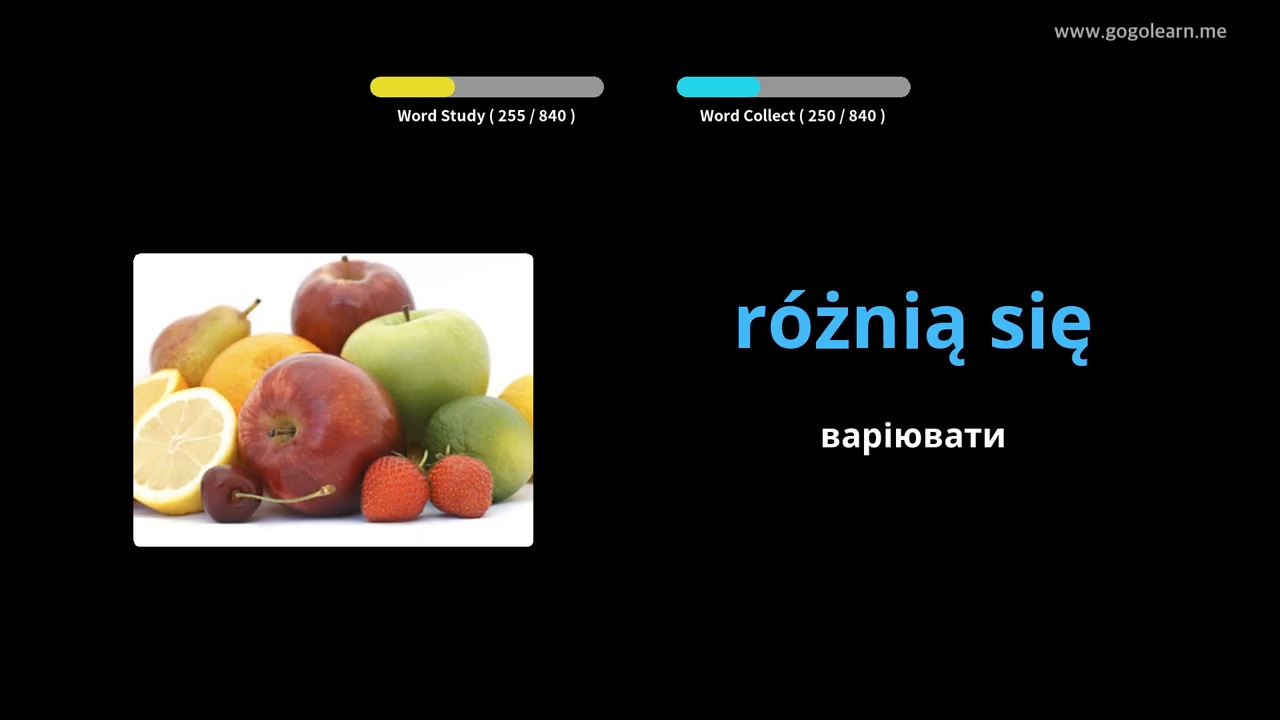 www.gogolearn.me
Word Study ( 255 / 840 )
Word Collect ( 250 / 840 )
różnią się
варіювати